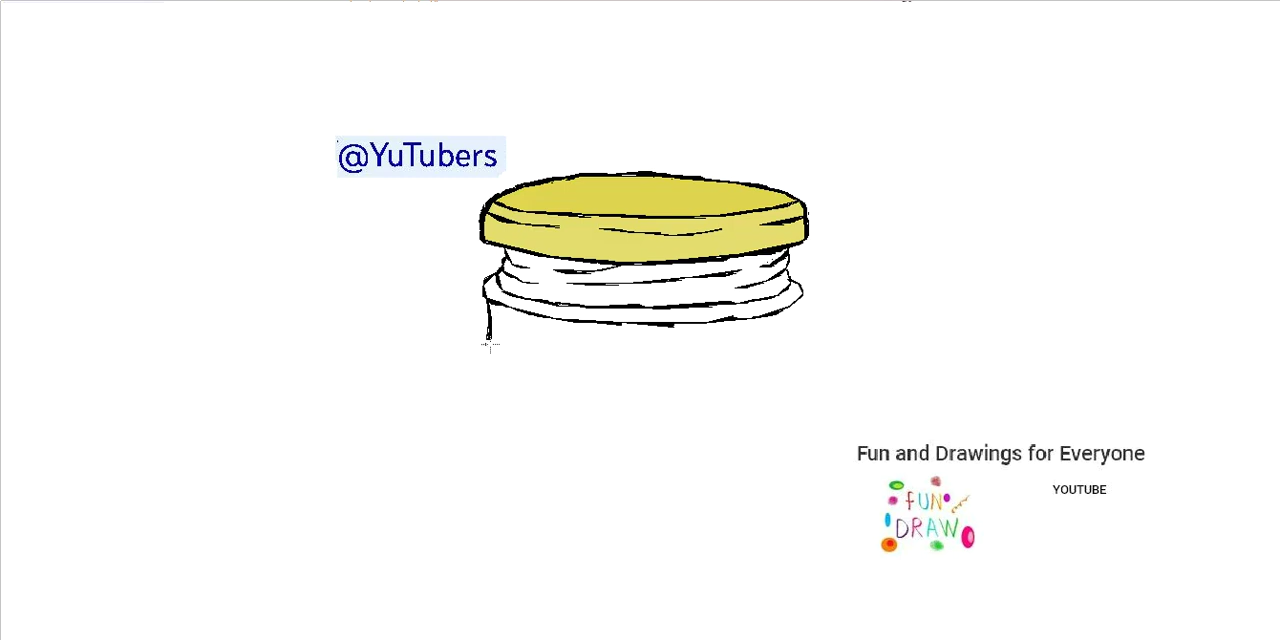 @YuTubers
Fun and Drawings for Everyone
YOUTUBE
FUN
DRAW